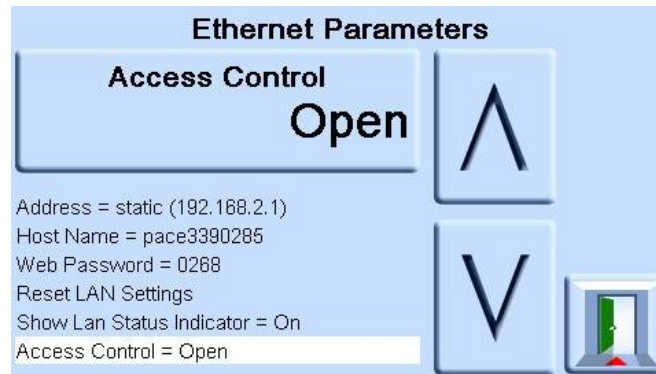 Ethernet Parameters
Access Control
Open
Address = static (192.168.2.1)
Host Name = pace3390285
Web Password = 0268
Reset LAN Settings
Show Lan Status Indicator = On
Access Control = Open